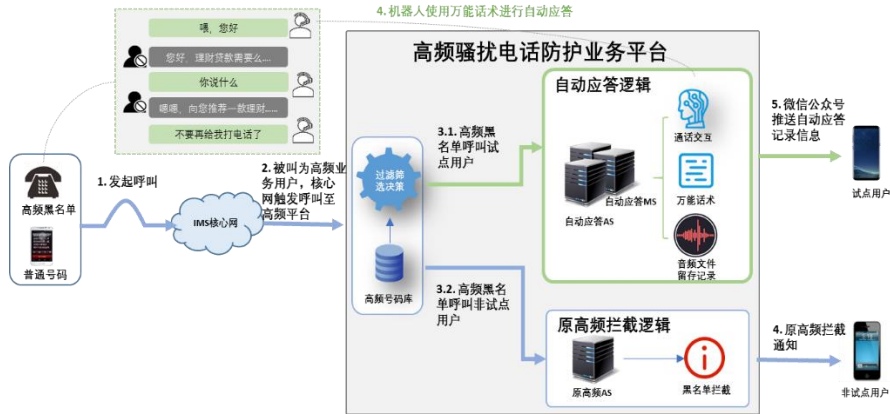 4.机器人使用万能话术进行自动应答
喂，您好
您好，理财贷款需要么....
你说什么
嗯嗯，向您推荐一款理财.....
不要再给我打电话了
高频骚扰电话防护业务平台
高频黑名单
普通号码
1.发起呼叫
IMS核心网
2.被叫为高频业
务用户，核心
网触发呼叫至
高频平台
过滤筛
选决策
高频号码库
3.1.高频黑
名单呼叫试
点用户
3.2.高频黑名
单呼叫非试点
用户
自动应答逻辑
自动应答AS
自动应答MS
通话交互
万能话术
音频文件
留存记录
原高频拦截逻辑
原高频AS
黑名单拦截
5.微信公众号
推送自动应答
记录信息
试点用户
4.原高频拦截
通知
非试点用户